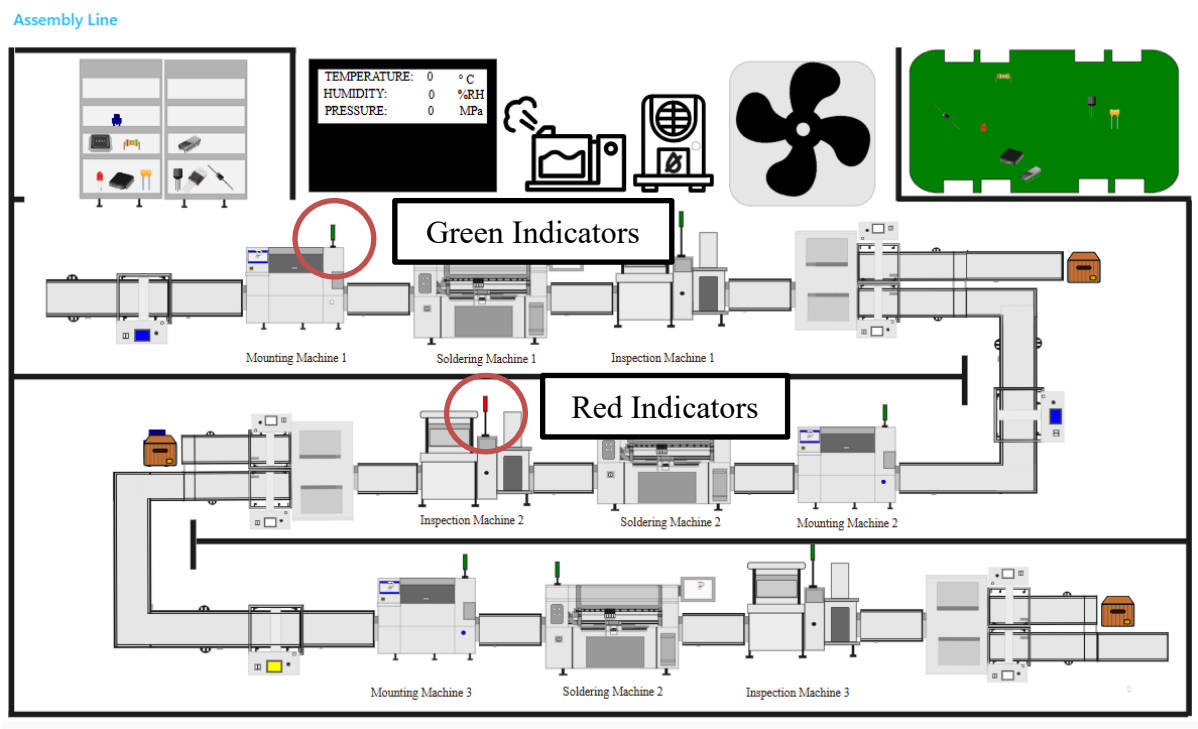 Assembly Line
TEMPERATURE: 0 °C
HUMIDITY: 0 %RH
PRESSURE: 0 MPa
Green Indicators
Mounting Machine 1
Soldering Machine 1
Inspection Machine 1
Red Indicators
Inspection Machine 2
Soldering Machine 2
Mounting Machine 2
Mounting Machine 3
Soldering Machine 2
Inspection Machine 3